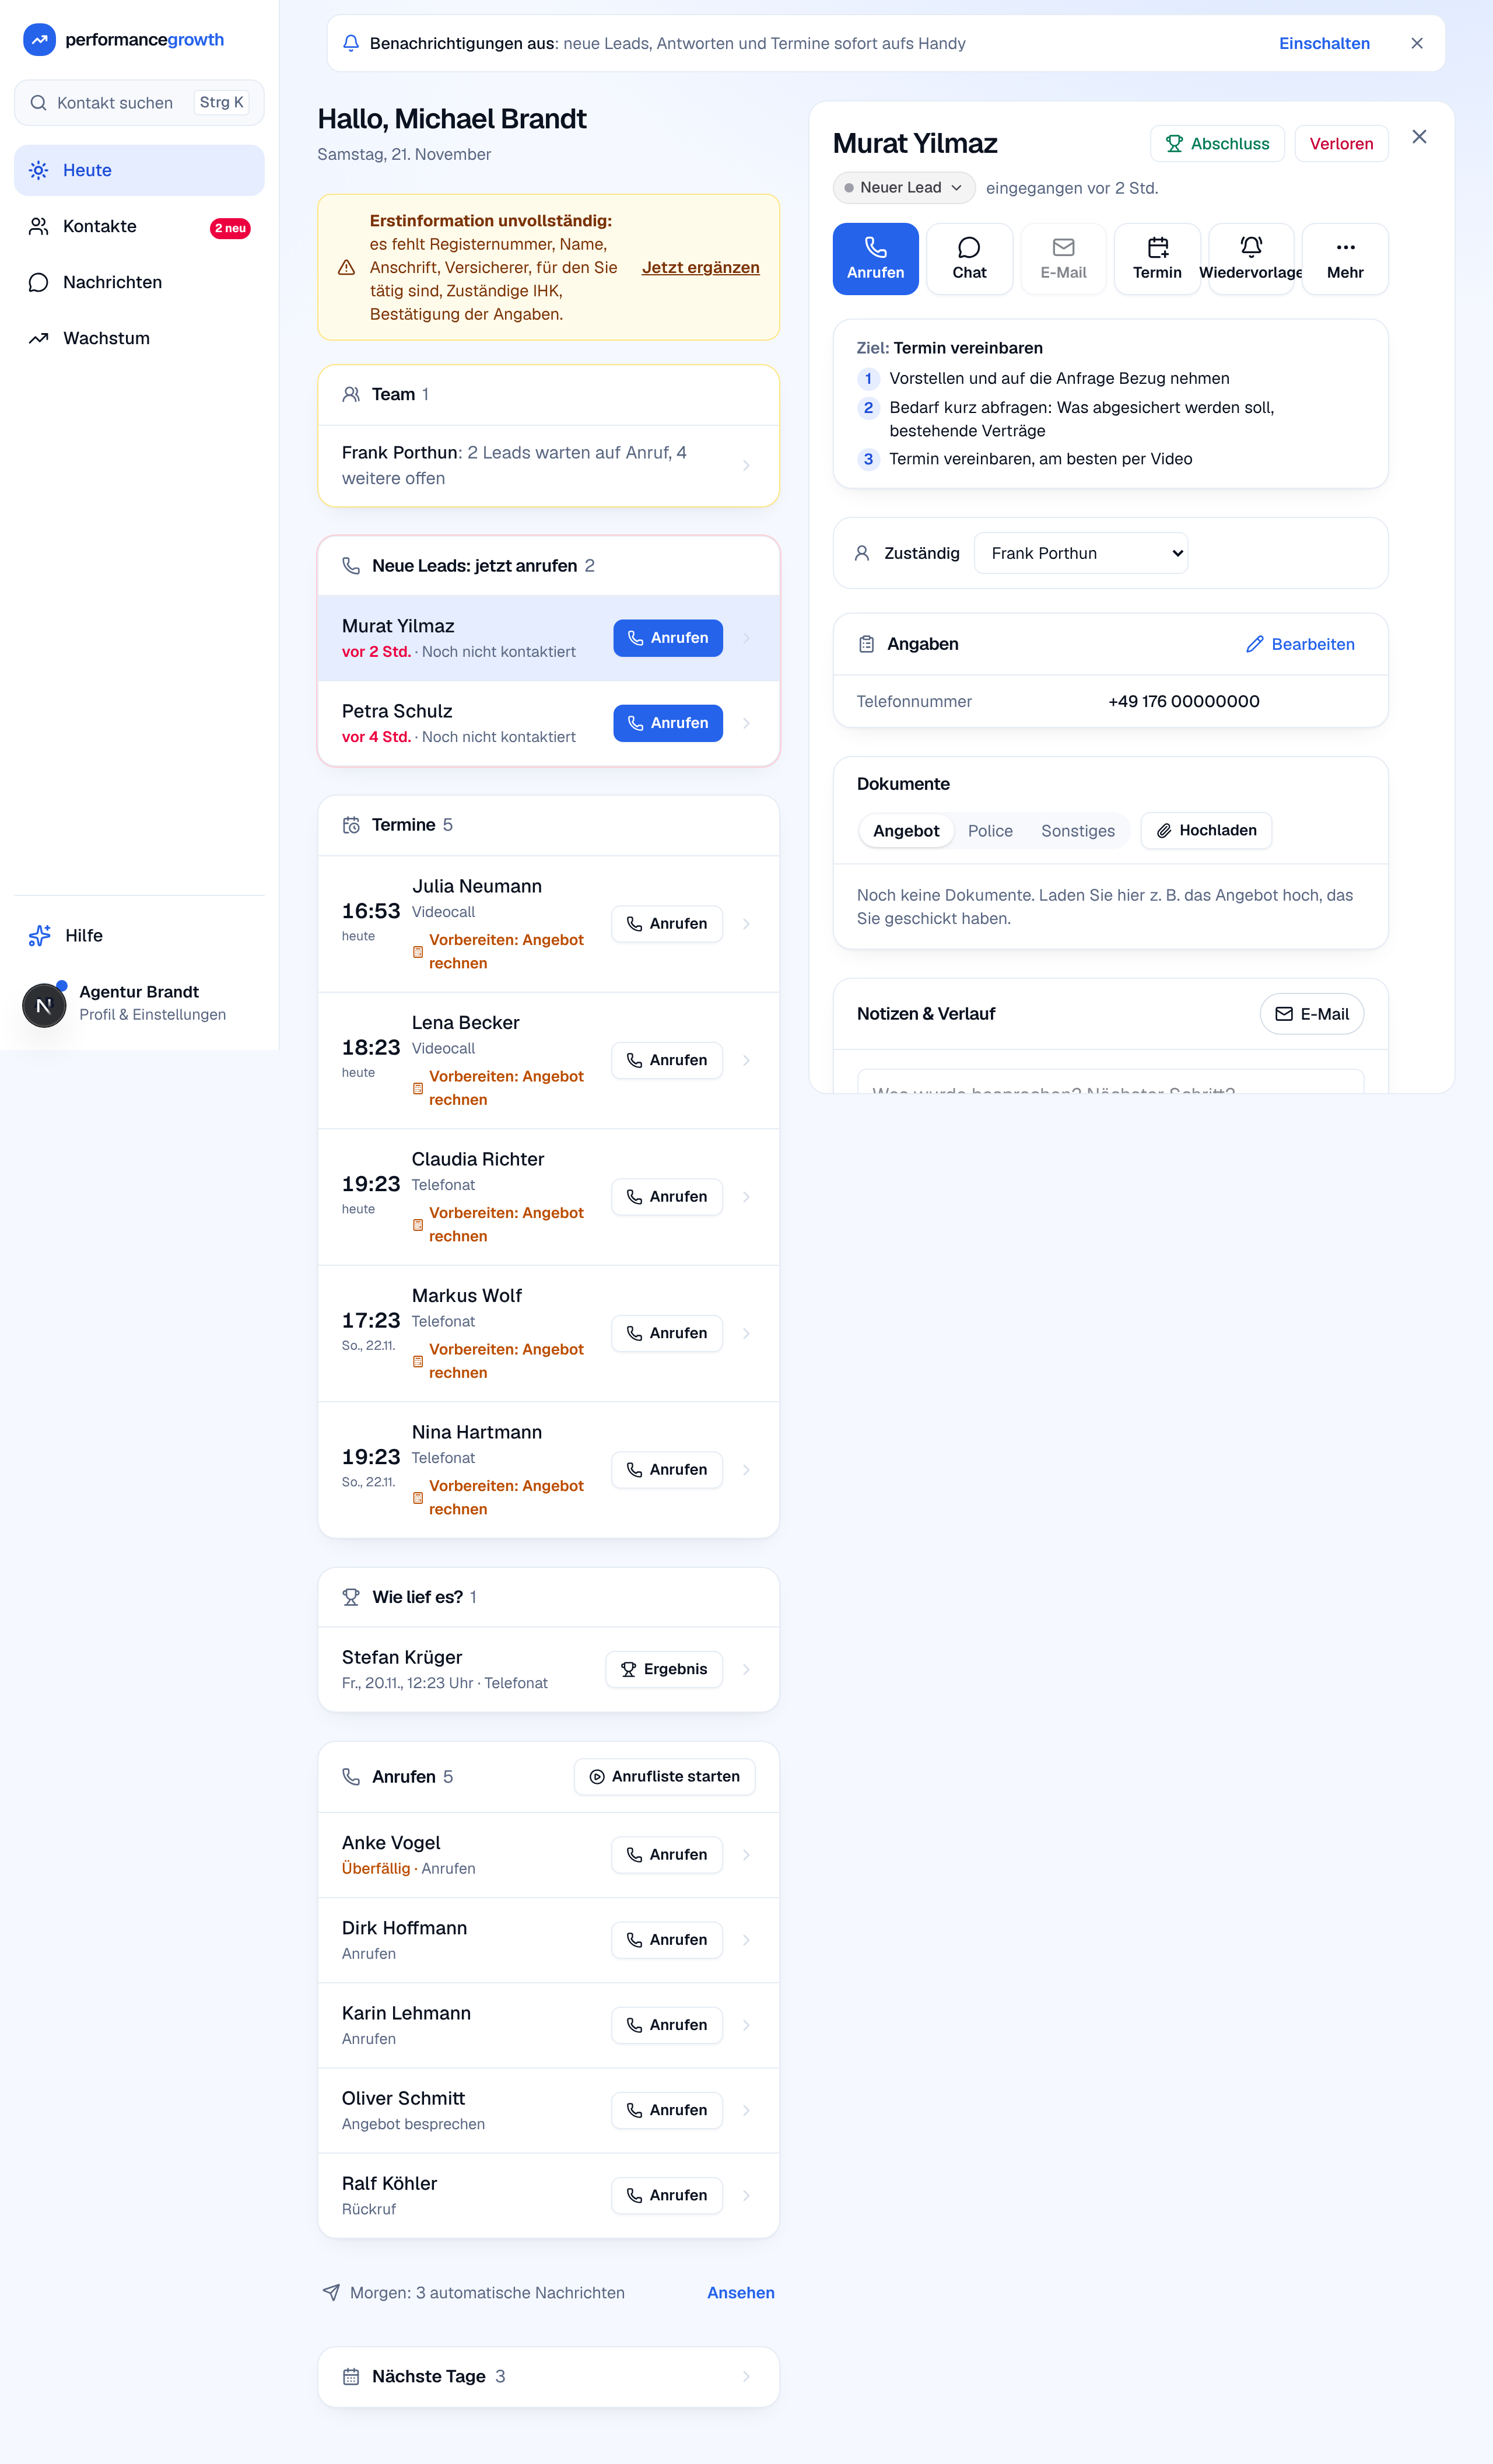 performancegrowth
Kontakt suchen Strg K
Heute
Kontakte 2 neu
Nachrichten
Wachstum
Hilfe
N
Agentur Brandt
Profil & Einstellungen
Benachrichtigungen aus: neue Leads, Antworten und Termine sofort aufs Handy Einschalten
Hallo, Michael Brandt
Samstag, 21. November
Erstinformation unvollständig:
es fehlt Registernummer, Name,
Anschrift, Versicherer, für den Sie
tätig sind, Zuständige IHK,
Bestätigung der Angaben.
Jetzt ergänzen
Team 1
Frank Porthun: 2 Leads warten auf Anruf, 4
weitere offen
Neue Leads: jetzt anrufen 2
Murat Yilmaz
vor 2 Std. · Noch nicht kontaktiert
Anrufen
Petra Schulz
vor 4 Std. · Noch nicht kontaktiert
Anrufen
Termine 5
16:53
heute
Julia Neumann
Videocall
Vorbereiten: Angebot
rechnen
Anrufen
18:23
heute
Lena Becker
Videocall
Vorbereiten: Angebot
rechnen
Anrufen
19:23
heute
Claudia Richter
Telefonat
Vorbereiten: Angebot
rechnen
Anrufen
17:23
So., 22.11.
Markus Wolf
Telefonat
Vorbereiten: Angebot
rechnen
Anrufen
19:23
So., 22.11.
Nina Hartmann
Telefonat
Vorbereiten: Angebot
rechnen
Anrufen
Wie lief es? 1
Stefan Krüger
Fr., 20.11., 12:23 Uhr · Telefonat
Ergebnis
Anrufen 5
Anrufliste starten
Anke Vogel
Überfällig · Anrufen
Anrufen
Dirk Hoffmann
Anrufen
Anrufen
Karin Lehmann
Anrufen
Anrufen
Oliver Schmitt
Angebot besprechen
Anrufen
Ralf Köhler
Rückruf
Anrufen
Morgen: 3 automatische Nachrichten Ansehen
Nächste Tage 3
Murat Yilmaz
Abschluss
Verloren
Neuer Lead eingegangen vor 2 Std.
Anrufen
Chat
E-Mail
Termin
Wiedervorlage
Mehr
Ziel: Termin vereinbaren
1 Vorstellen und auf die Anfrage Bezug nehmen
2 Bedarf kurz abfragen: Was abgesichert werden soll,
bestehende Verträge
3 Termin vereinbaren, am besten per Video
Zuständig Frank Porthun
Angaben Bearbeiten
Telefonnummer +49 176 00000000
Dokumente
Angebot Police Sonstiges Hochladen
Noch keine Dokumente. Laden Sie hier z. B. das Angebot hoch, das
Sie geschickt haben.
Notizen & Verlauf E-Mail
Was wurde besprochen? Nächster Schritt?